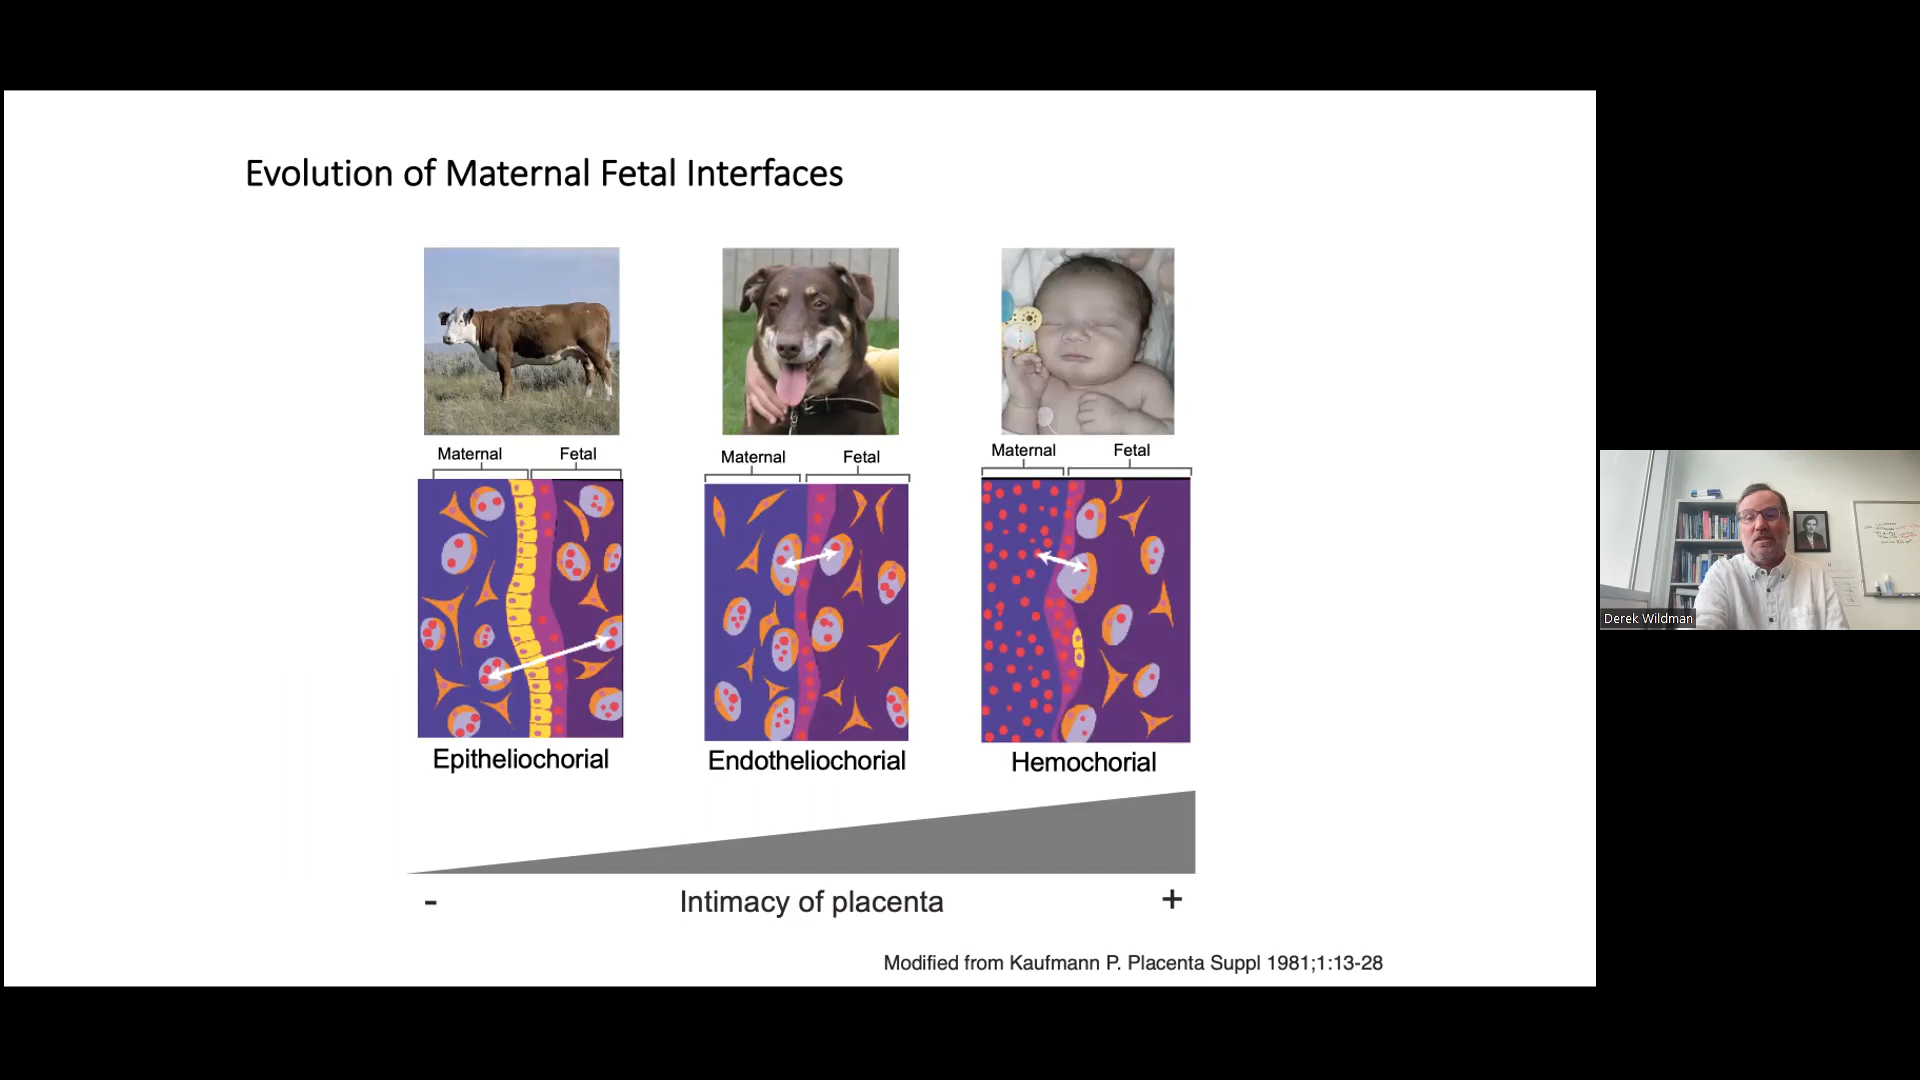 Evolution of Maternal Fetal Interfaces
Maternal Fetal
Maternal Fetal
Maternal Fetal
Epitheliochorial
Endotheliochorial
Hemochorial
-
Intimacy of placenta
+
Modified from Kaufmann P. Placenta Suppl 1981;1:13-28
Derek Wildman